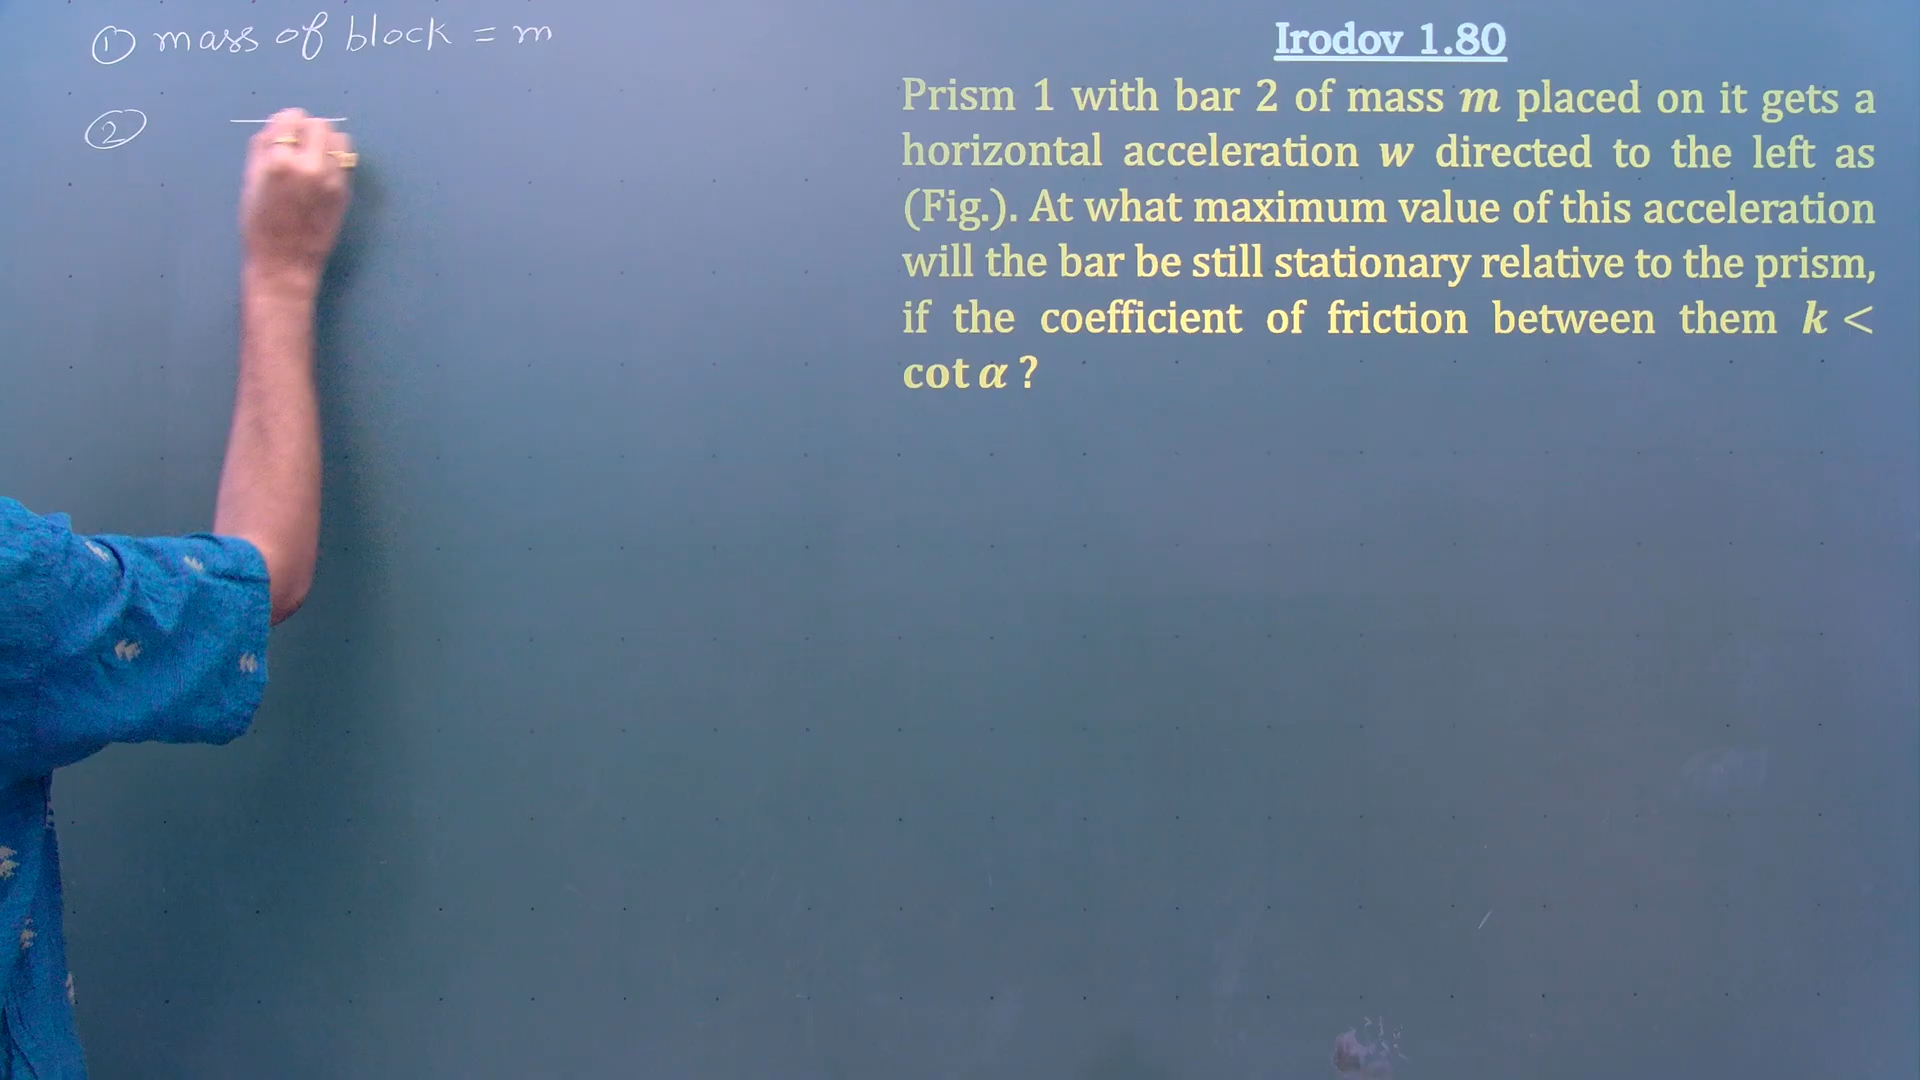 ① mass of block = m
②
Irodov 1.80
Prism 1 with bar 2 of mass m placed on it gets a
horizontal acceleration w directed to the left as
(Fig.). At what maximum value of this acceleration
will the bar be still stationary relative to the prism,
if the coefficient of friction between them k <
cot α ?